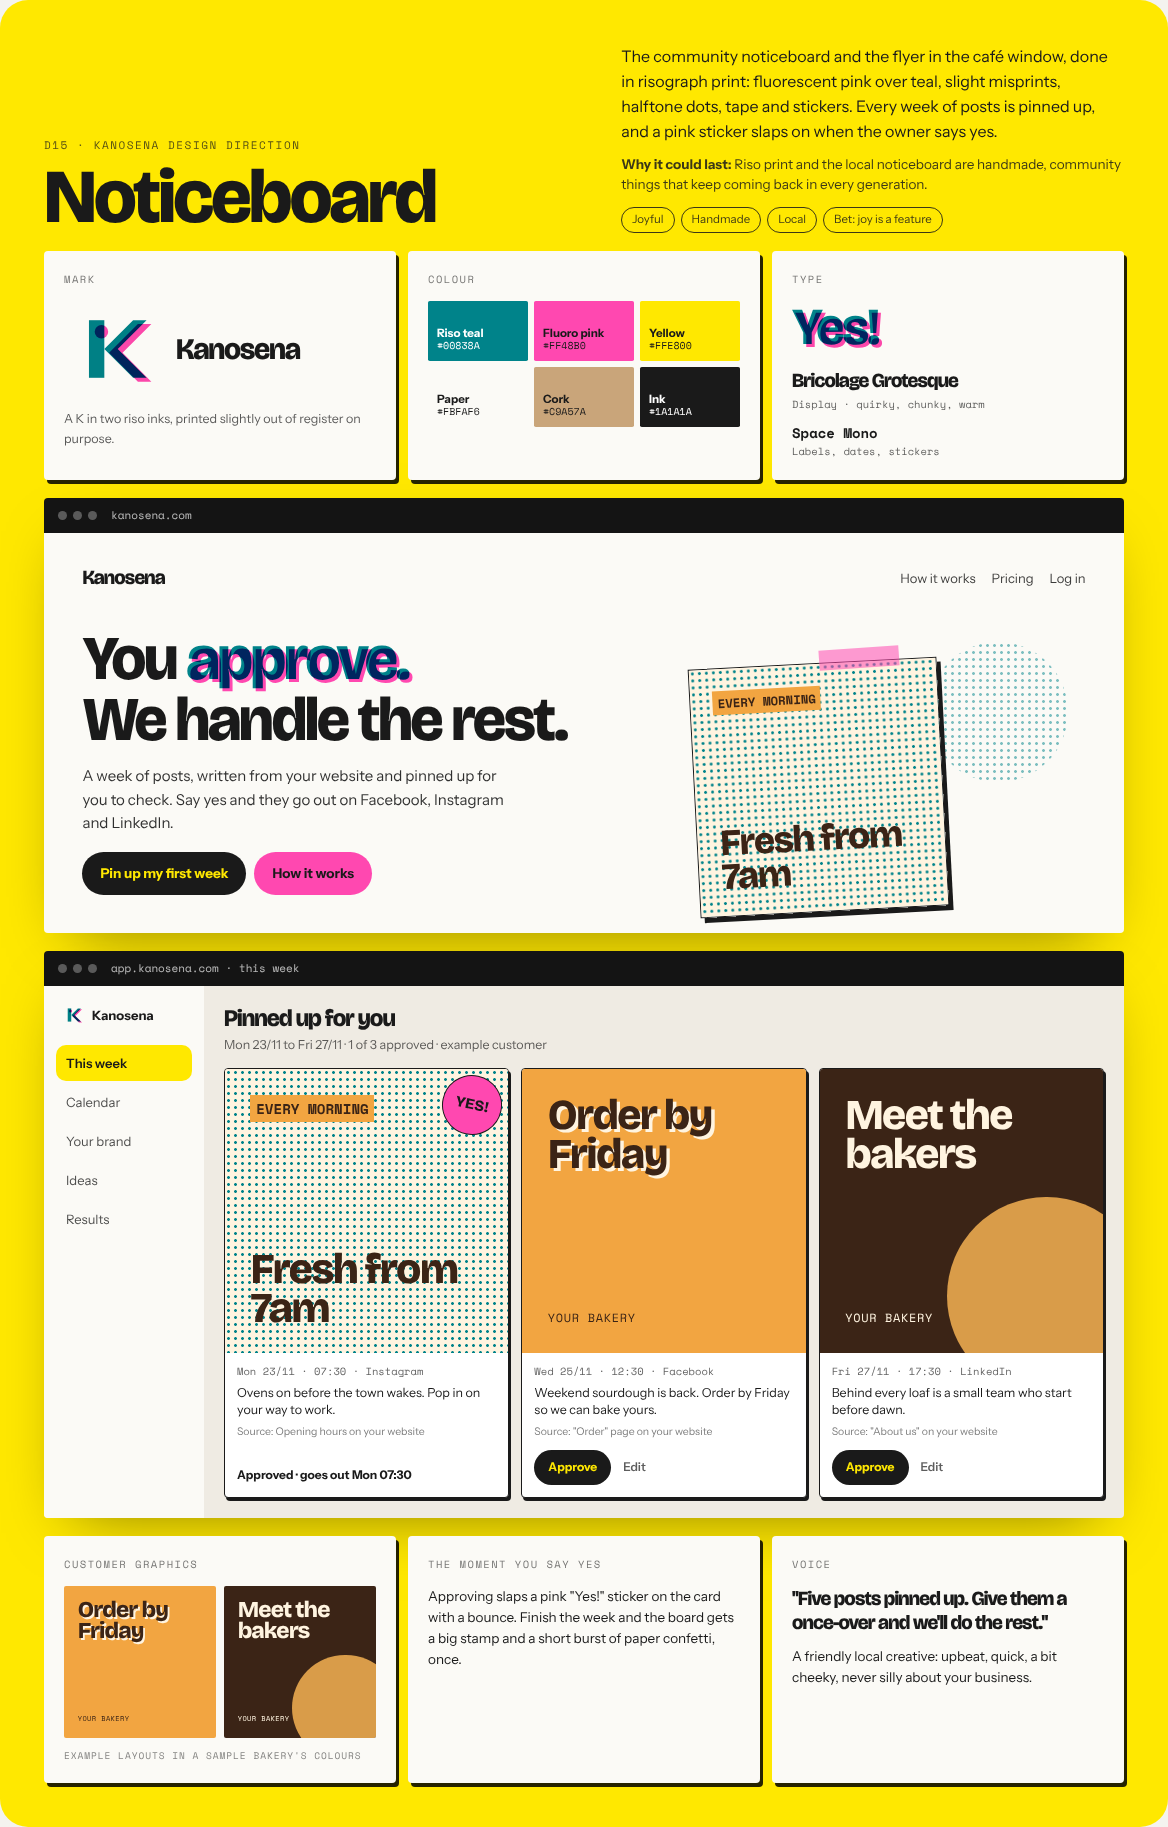 The community noticeboard and the flyer in the café window, done
in risograph print: fluorescent pink over teal, slight misprints,
halftone dots, tape and stickers. Every week of posts is pinned up,
and a pink sticker slaps on when the owner says yes.
D15 · KANOSENA DESIGN DIRECTION
Noticeboard
Why it could last: Riso print and the local noticeboard are handmade, community
things that keep coming back in every generation.
Joyful
Handmade
Local
Bet: joy is a feature
MARK
K
Kanosena
A K in two riso inks, printed slightly out of register on
purpose.
COLOUR
Riso teal
#00838A
Fluoro pink
#FF48B0
Yellow
#FFE800
Paper
#FBFAF6
Cork
#C9A57A
Ink
#1A1A1A
TYPE
Yes!
Bricolage Grotesque
Display · quirky, chunky, warm
Space Mono
Labels, dates, stickers
kanosena.com
Kanosena
How it works
Pricing
Log in
You approve.
We handle the rest.
A week of posts, written from your website and pinned up for
you to check. Say yes and they go out on Facebook, Instagram
and LinkedIn.
Pin up my first week
How it works
EVERY MORNING
Fresh from
7am
app.kanosena.com · this week
K
Kanosena
This week
Calendar
Your brand
Ideas
Results
Pinned up for you
Mon 23/11 to Fri 27/11 · 1 of 3 approved · example customer
EVERY MORNING
YES!
Fresh from
7am
Mon 23/11 · 07:30 · Instagram
Ovens on before the town wakes. Pop in on
your way to work.
Source: Opening hours on your website
Approved · goes out Mon 07:30
Order by
Friday
YOUR BAKERY
Wed 25/11 · 12:30 · Facebook
Weekend sourdough is back. Order by Friday
so we can bake yours.
Source: "Order" page on your website
Approve
Edit
Meet the
bakers
YOUR BAKERY
Fri 27/11 · 17:30 · LinkedIn
Behind every loaf is a small team who start
before dawn.
Source: "About us" on your website
Approve
Edit
CUSTOMER GRAPHICS
Order by
Friday
YOUR BAKERY
Meet the
bakers
YOUR BAKERY
EXAMPLE LAYOUTS IN A SAMPLE BAKERY'S COLOURS
THE MOMENT YOU SAY YES
Approving slaps a pink "Yes!" sticker on the card
with a bounce. Finish the week and the board gets
a big stamp and a short burst of paper confetti,
once.
VOICE
"Five posts pinned up. Give them a
once-over and we'll do the rest."
A friendly local creative: upbeat, quick, a bit
cheeky, never silly about your business.